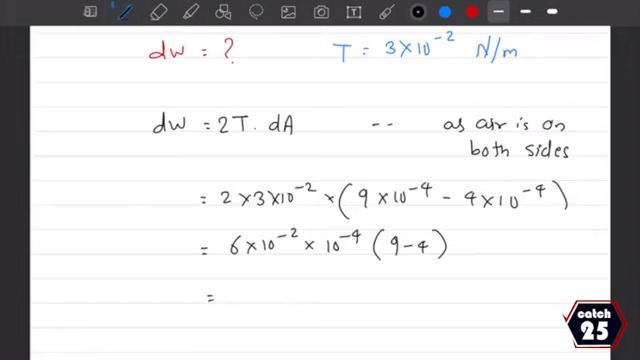 dw = ? T = 3×10⁻² N/m
dw = 2T. dA -- as air is on
both sides
= 2 × 3×10⁻² × ( 9 × 10⁻⁴ – 4 × 10⁻⁴ )
= 6 × 10⁻² × 10⁻⁴ ( 9 – 4 )
=
catch
25